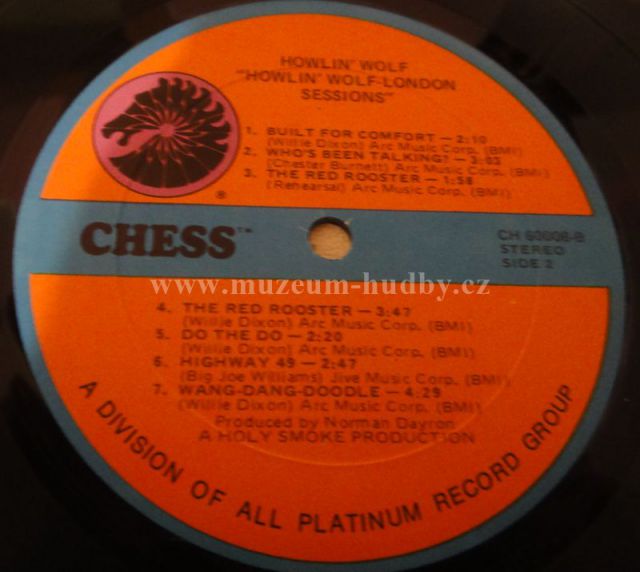 HOWLIN' WOLF
"HOWLIN' WOLF-LONDON
SESSIONS"
1. BUILT FOR COMFORT — 2:10
(Willie Dixon) Arc Music Corp. (BMI)
2. WHO'S BEEN TALKING? — 3:03
(Chester Burnett) Arc Music Corp. (BMI)
3. THE RED ROOSTER — 1:58
(Rehearsal) Arc Music Corp. (BMI)
®
CHESS™
CH 60008-B
STEREO
SIDE 2
www.muzeum-hudby.cz
4. THE RED ROOSTER — 3:47
(Willie Dixon) Arc Music Corp. (BMI)
5. DO THE DO — 2:20
(Willie Dixon) Arc Music Corp. (BMI)
6. HIGHWAY 49 — 2:47
(Big Joe Williams) Jive Music Corp. (BMI)
7. WANG-DANG-DOODLE — 4:29
(Willie Dixon) Arc Music Corp. (BMI)
Produced by Norman Dayron
A HOLY SMOKE PRODUCTION
A DIVISION OF ALL PLATINUM RECORD GROUP